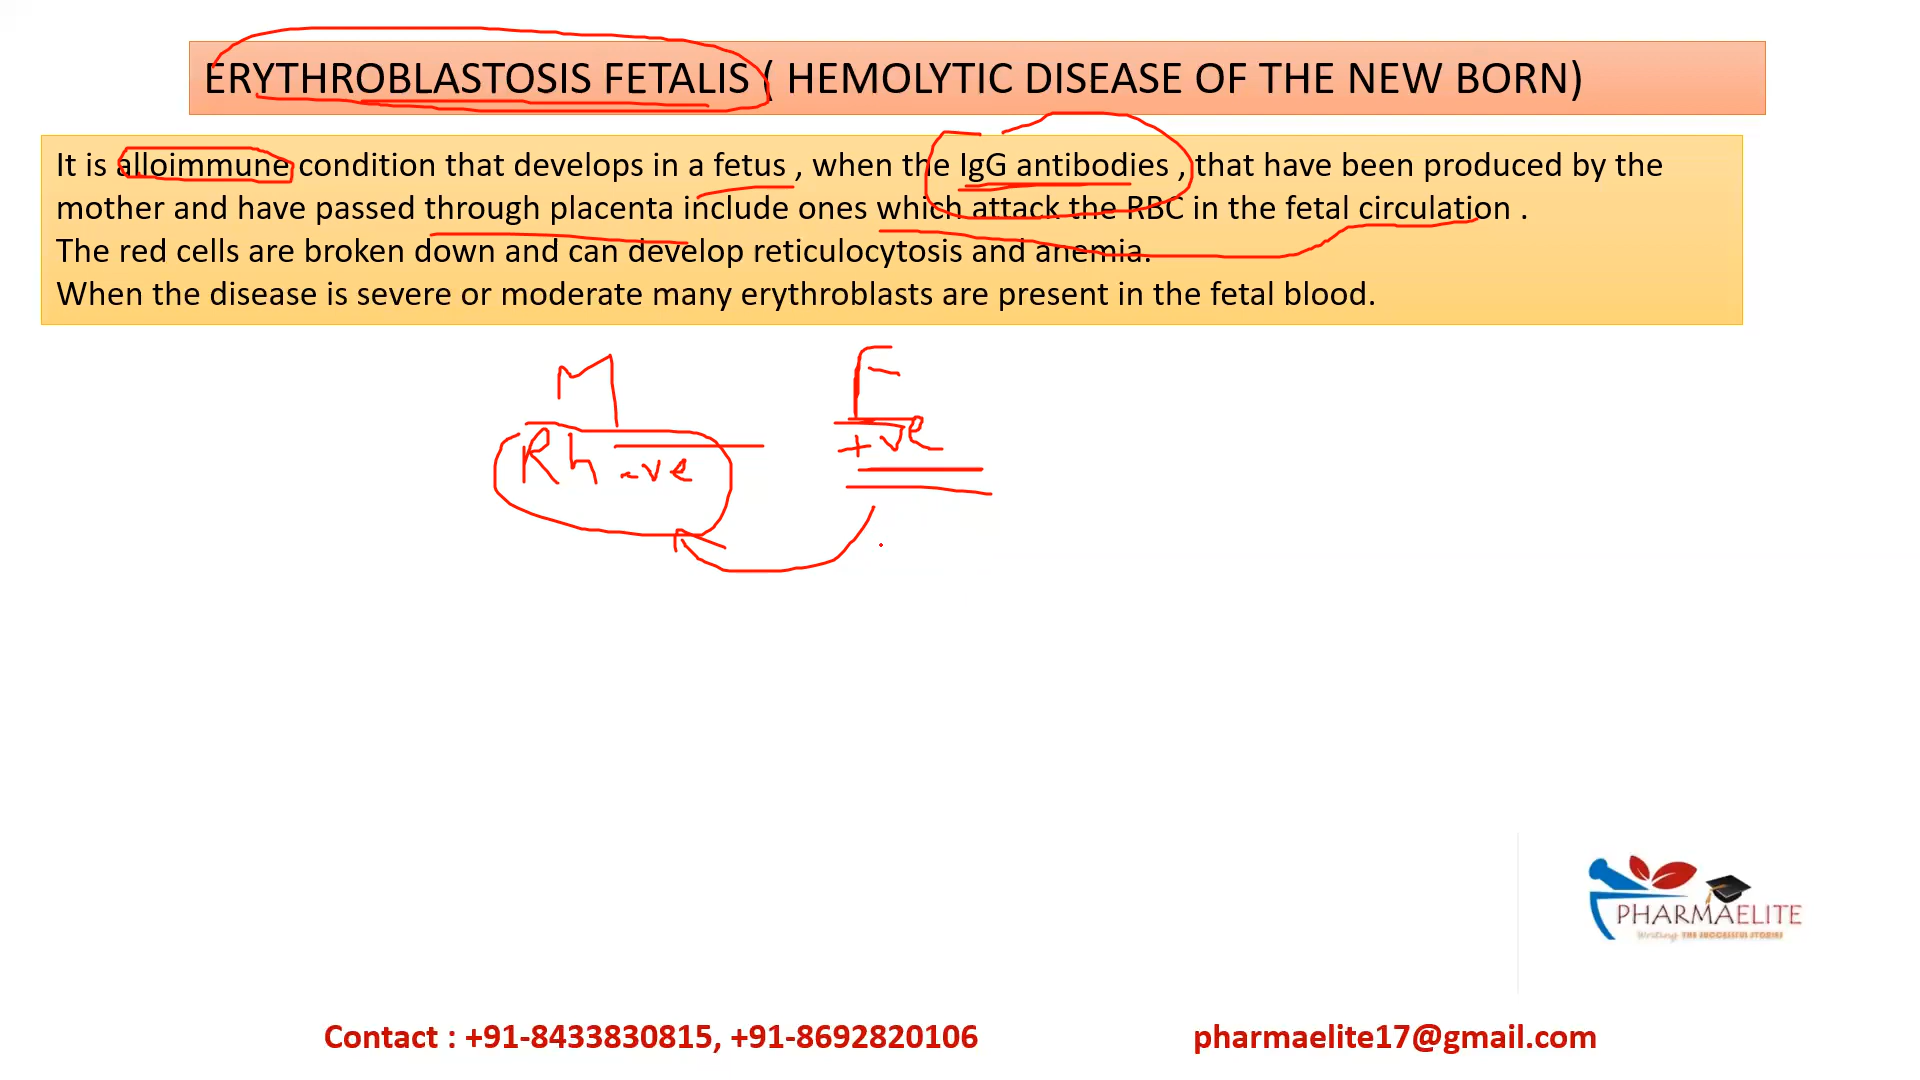 ERYTHROBLASTOSIS FETALIS ( HEMOLYTIC DISEASE OF THE NEW BORN)
It is alloimmune condition that develops in a fetus , when the IgG antibodies , that have been produced by the
mother and have passed through placenta include ones which attack the RBC in the fetal circulation .
The red cells are broken down and can develop reticulocytosis and anemia.
When the disease is severe or moderate many erythroblasts are present in the fetal blood.
M F
Rh -ve +ve
PHARMAELITE
Writing THE SUCCESSFUL STORIES
Contact : +91-8433830815, +91-8692820106 pharmaelite17@gmail.com